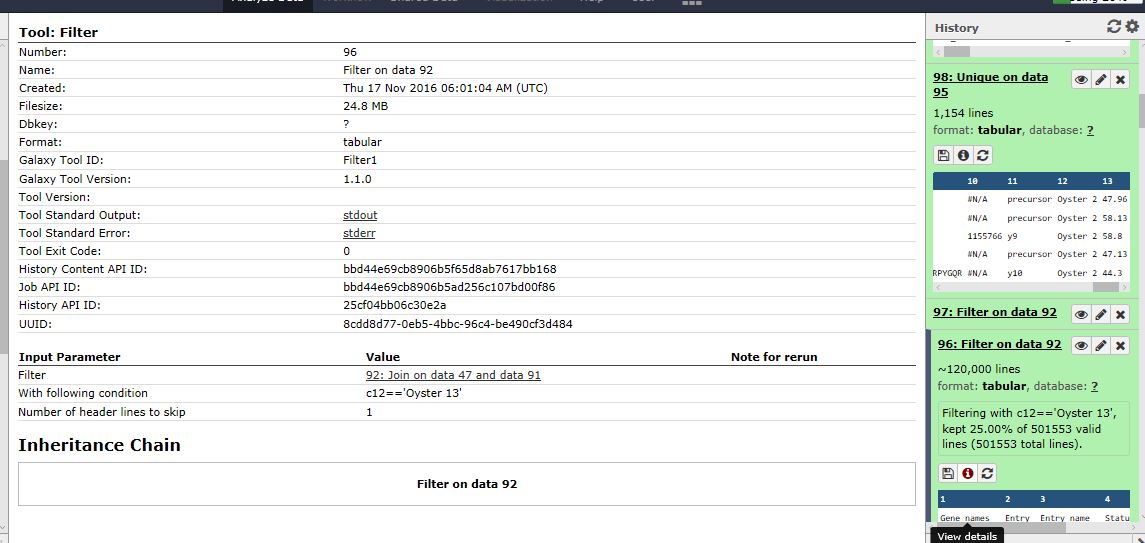 Analyze Data Workflow Shared Data Visualization Help User
Tool: Filter
Number: 96
Name: Filter on data 92
Created: Thu 17 Nov 2016 06:01:04 AM (UTC)
Filesize: 24.8 MB
Dbkey: ?
Format: tabular
Galaxy Tool ID: Filter1
Galaxy Tool Version: 1.1.0
Tool Version:
Tool Standard Output: stdout
Tool Standard Error: stderr
Tool Exit Code: 0
History Content API ID: bbd44e69cb8906b5f65d8ab7617bb168
Job API ID: bbd44e69cb8906b5ad256c107bd00f86
History API ID: 25cf04bb06c30e2a
UUID: 8cdd8d77-0eb5-4bbc-96c4-be490cf3d484
Input Parameter Value Note for rerun
Filter 92: Join on data 47 and data 91
With following condition c12=='Oyster 13'
Number of header lines to skip 1
Inheritance Chain
Filter on data 92
History
98: Unique on data
95
1,154 lines
format: tabular, database: ?
10 11 12 13
#N/A precursor Oyster 2 47.96
#N/A precursor Oyster 2 58.13
1155766 y9 Oyster 2 58.8
#N/A precursor Oyster 2 47.13
RPYGQR #N/A y10 Oyster 2 44.3
97: Filter on data 92
96: Filter on data 92
~120,000 lines
format: tabular, database: ?
Filtering with c12=='Oyster 13',
kept 25.00% of 501553 valid
lines (501553 total lines).
1 2 3 4
Gene names Entry Entry name Statu
View details